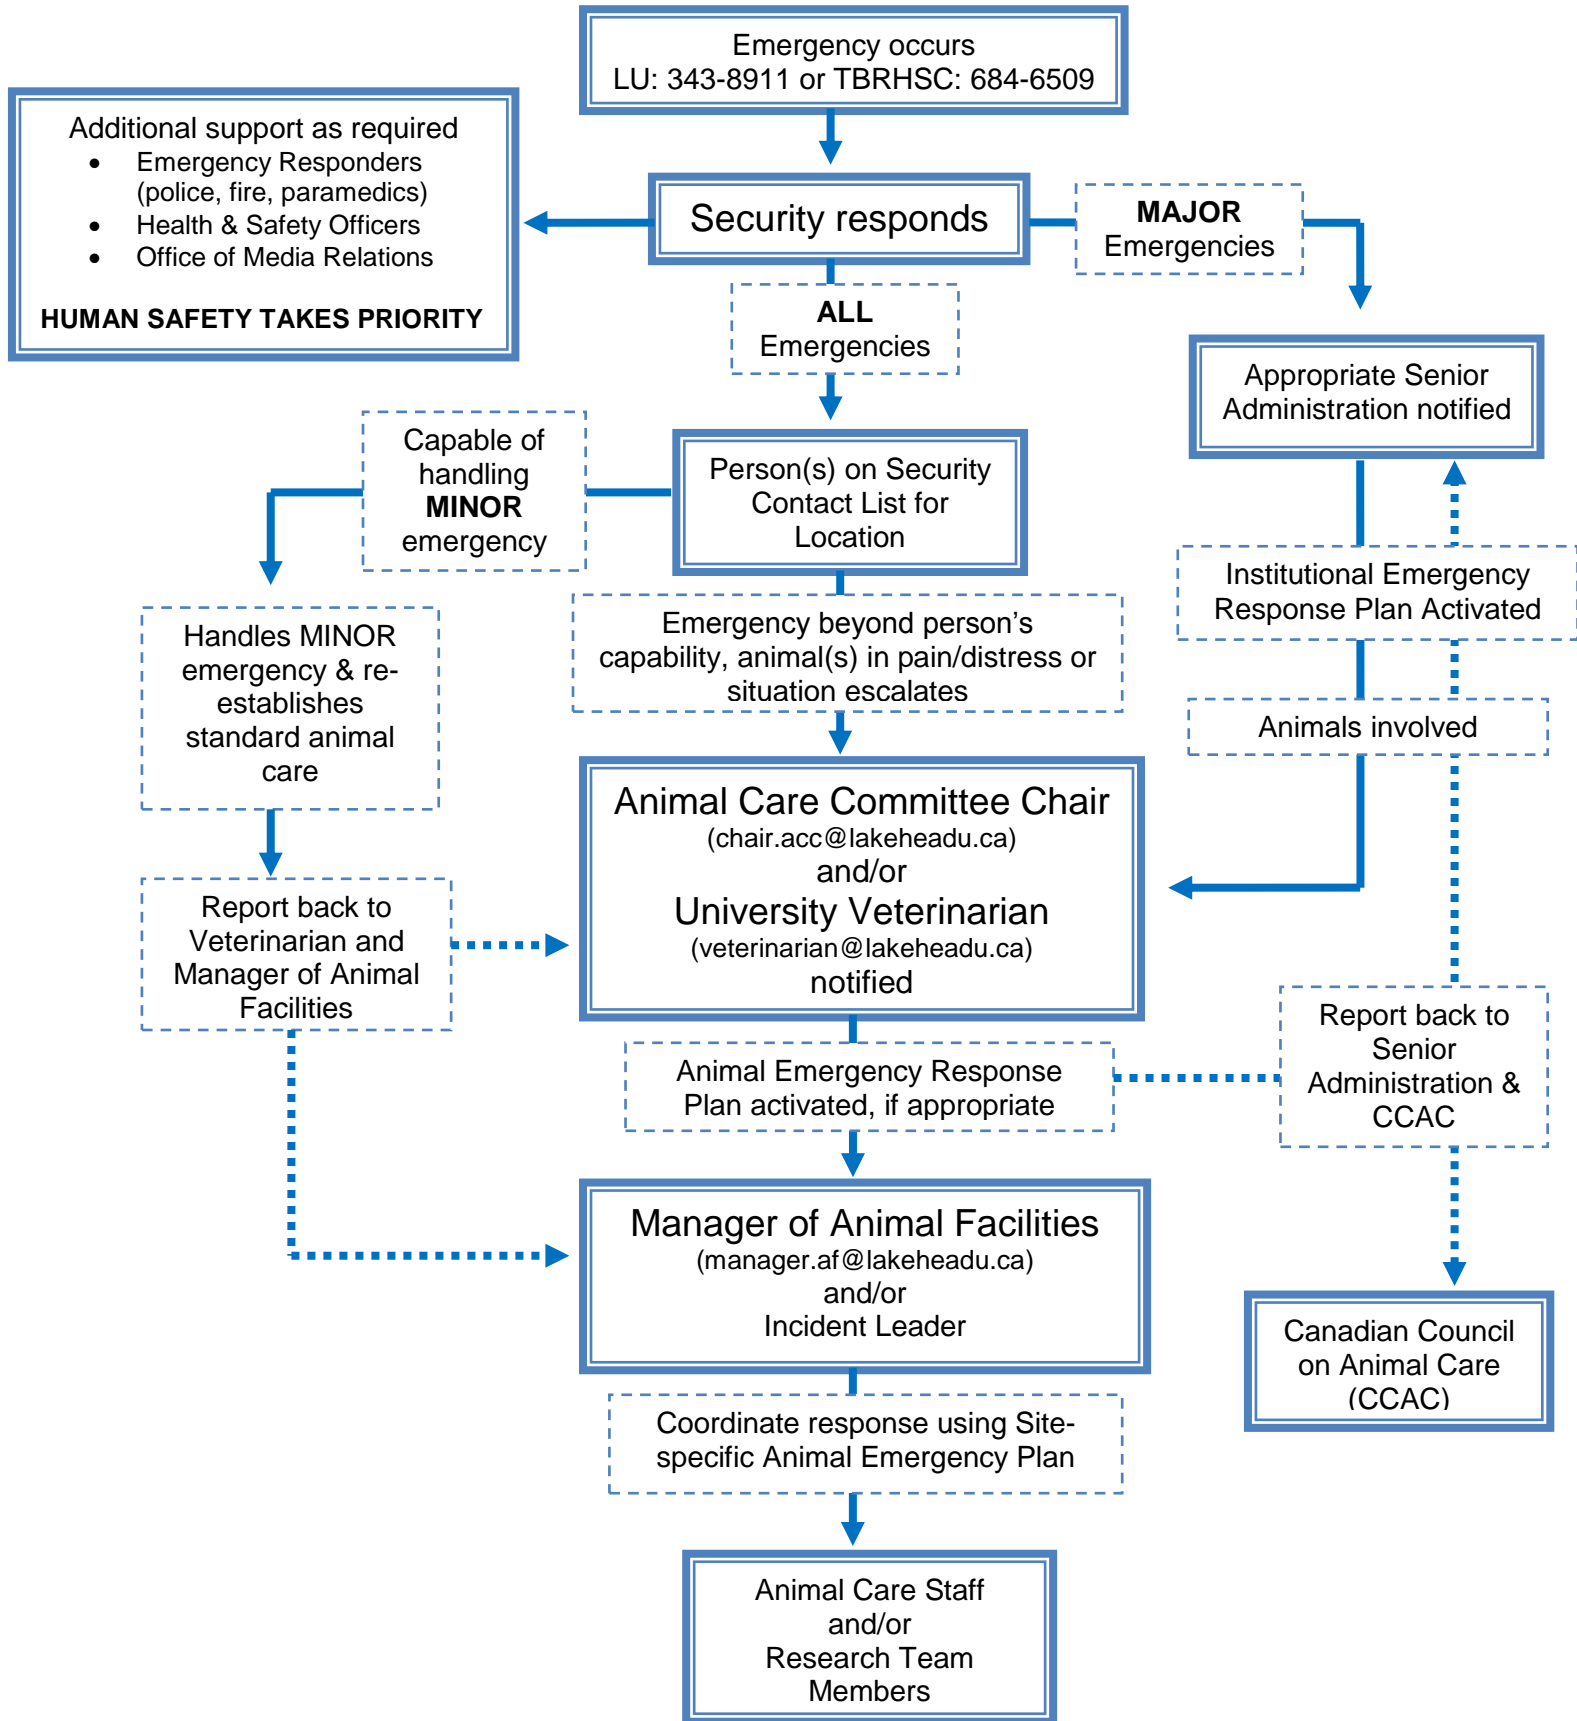 Emergency occurs
LU: 343-8911 or TBRHSC: 684-6509
Additional support as required
• Emergency Responders
(police, fire, paramedics)
• Health & Safety Officers
• Office of Media Relations
HUMAN SAFETY TAKES PRIORITY
Security responds
MAJOR
Emergencies
ALL
Emergencies
Appropriate Senior
Administration notified
Capable of
handling
MINOR
emergency
Person(s) on Security
Contact List for
Location
Institutional Emergency
Response Plan Activated
Handles MINOR
emergency & re-
establishes
standard animal
care
Emergency beyond person's
capability, animal(s) in pain/distress or
situation escalates
Animals involved
Animal Care Committee Chair
(chair.acc@lakeheadu.ca)
and/or
University Veterinarian
(veterinarian@lakeheadu.ca)
notified
Report back to
Veterinarian and
Manager of Animal
Facilities
Report back to
Senior
Administration &
CCAC
Animal Emergency Response
Plan activated, if appropriate
Manager of Animal Facilities
(manager.af@lakeheadu.ca)
and/or
Incident Leader
Canadian Council
on Animal Care
(CCAC)
Coordinate response using Site-
specific Animal Emergency Plan
Animal Care Staff
and/or
Research Team
Members